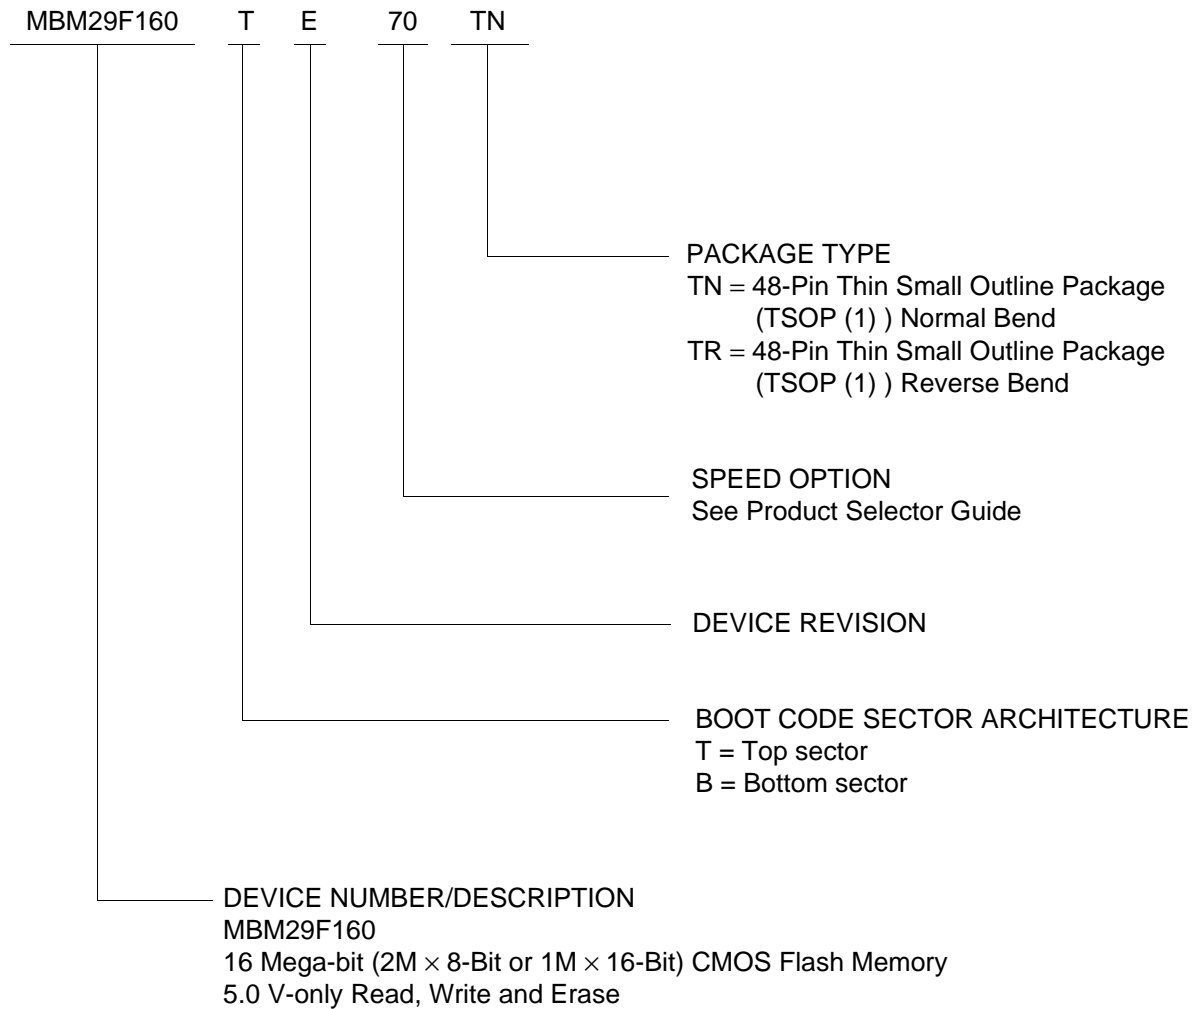 MBM29F160 T E 70 TN
PACKAGE TYPE
TN = 48-Pin Thin Small Outline Package
(TSOP (1) ) Normal Bend
TR = 48-Pin Thin Small Outline Package
(TSOP (1) ) Reverse Bend
SPEED OPTION
See Product Selector Guide
DEVICE REVISION
BOOT CODE SECTOR ARCHITECTURE
T = Top sector
B = Bottom sector
DEVICE NUMBER/DESCRIPTION
MBM29F160
16 Mega-bit (2M × 8-Bit or 1M × 16-Bit) CMOS Flash Memory
5.0 V-only Read, Write and Erase